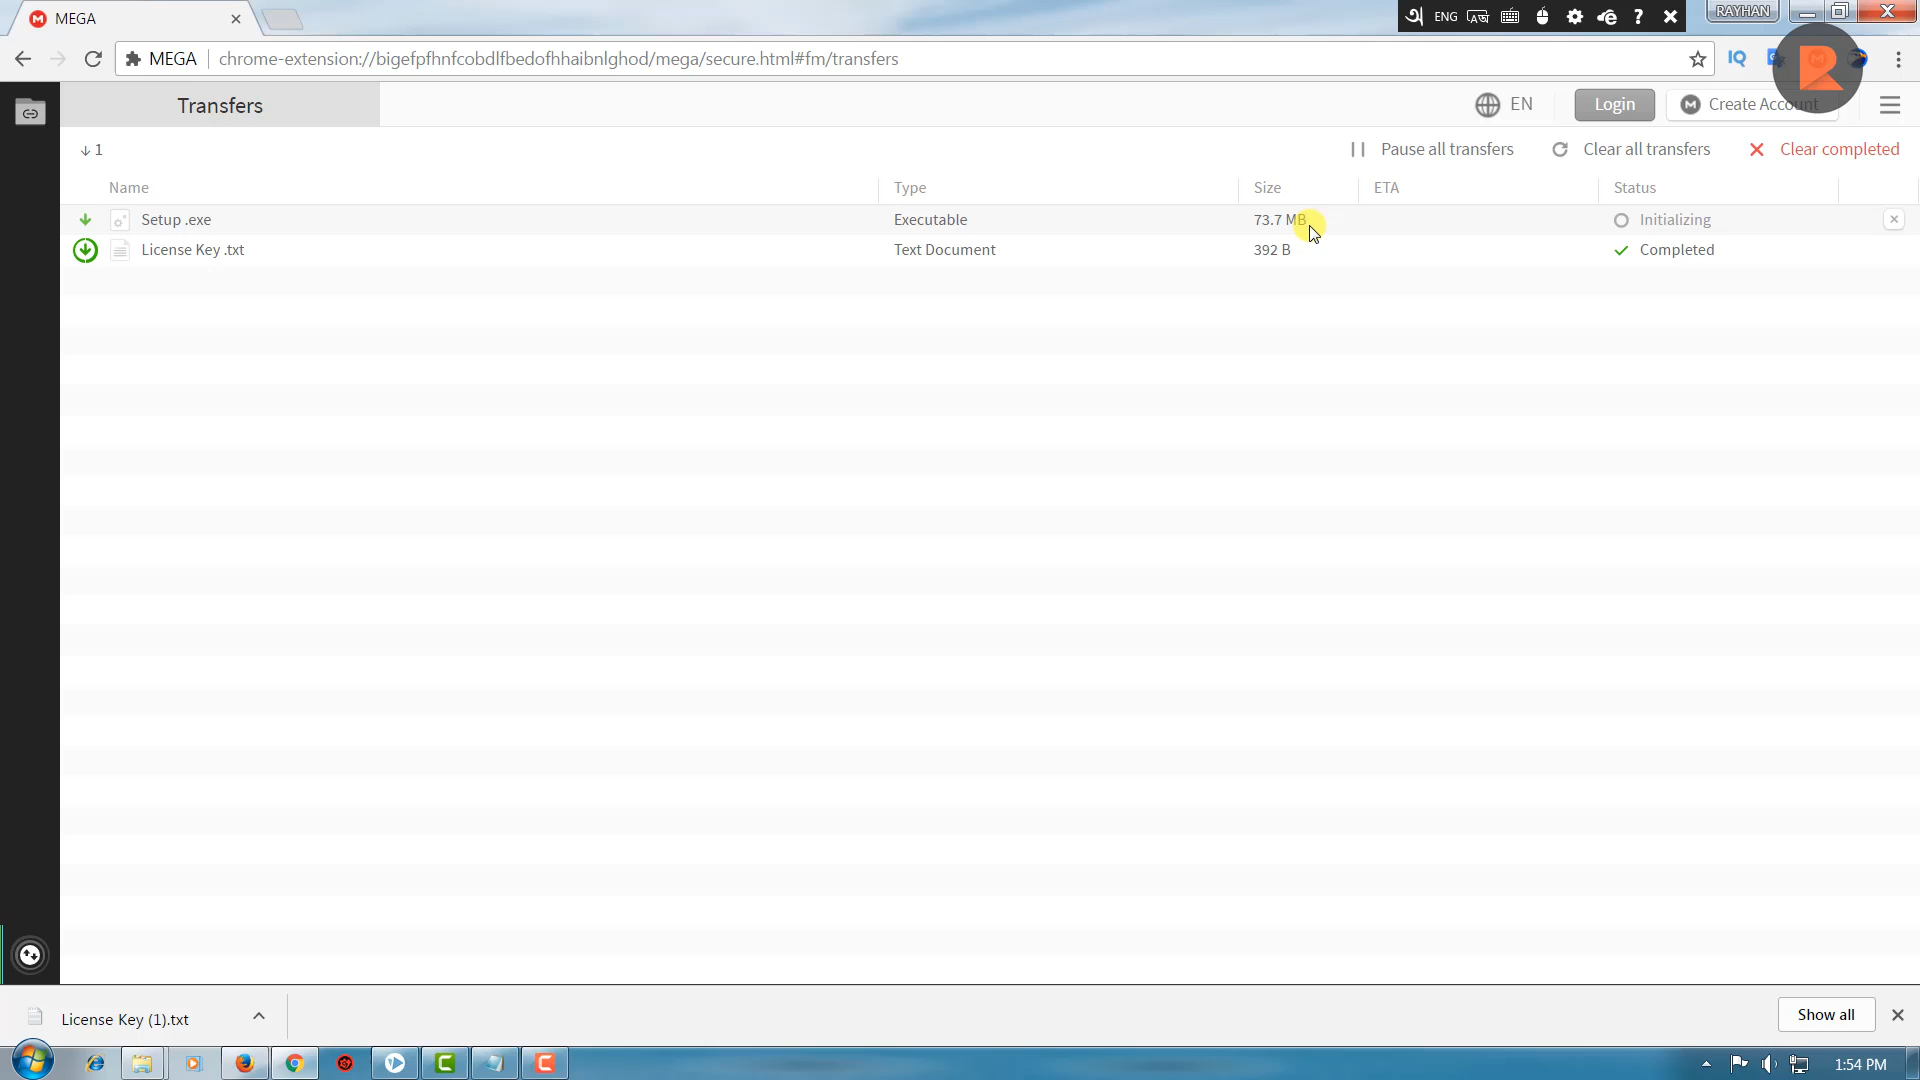 MEGA
ENG
RAYHAN
MEGA chrome-extension://bigefpfhnfcobdlfbedofhhaibnlghod/mega/secure.html#fm/transfers
IQ
R
Transfers
EN
Login
Create Account
1
Pause all transfers
Clear all transfers
Clear completed
Name Type Size ETA Status
Setup .exe Executable 73.7 MB Initializing
License Key .txt Text Document 392 B Completed
License Key (1).txt
Show all
1:54 PM